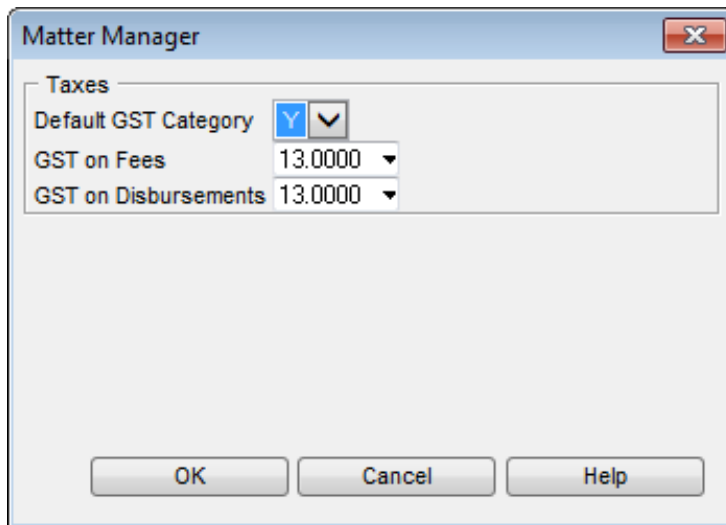 Matter Manager
Taxes
Default GST Category Y
GST on Fees 13.0000
GST on Disbursements 13.0000
OK Cancel Help